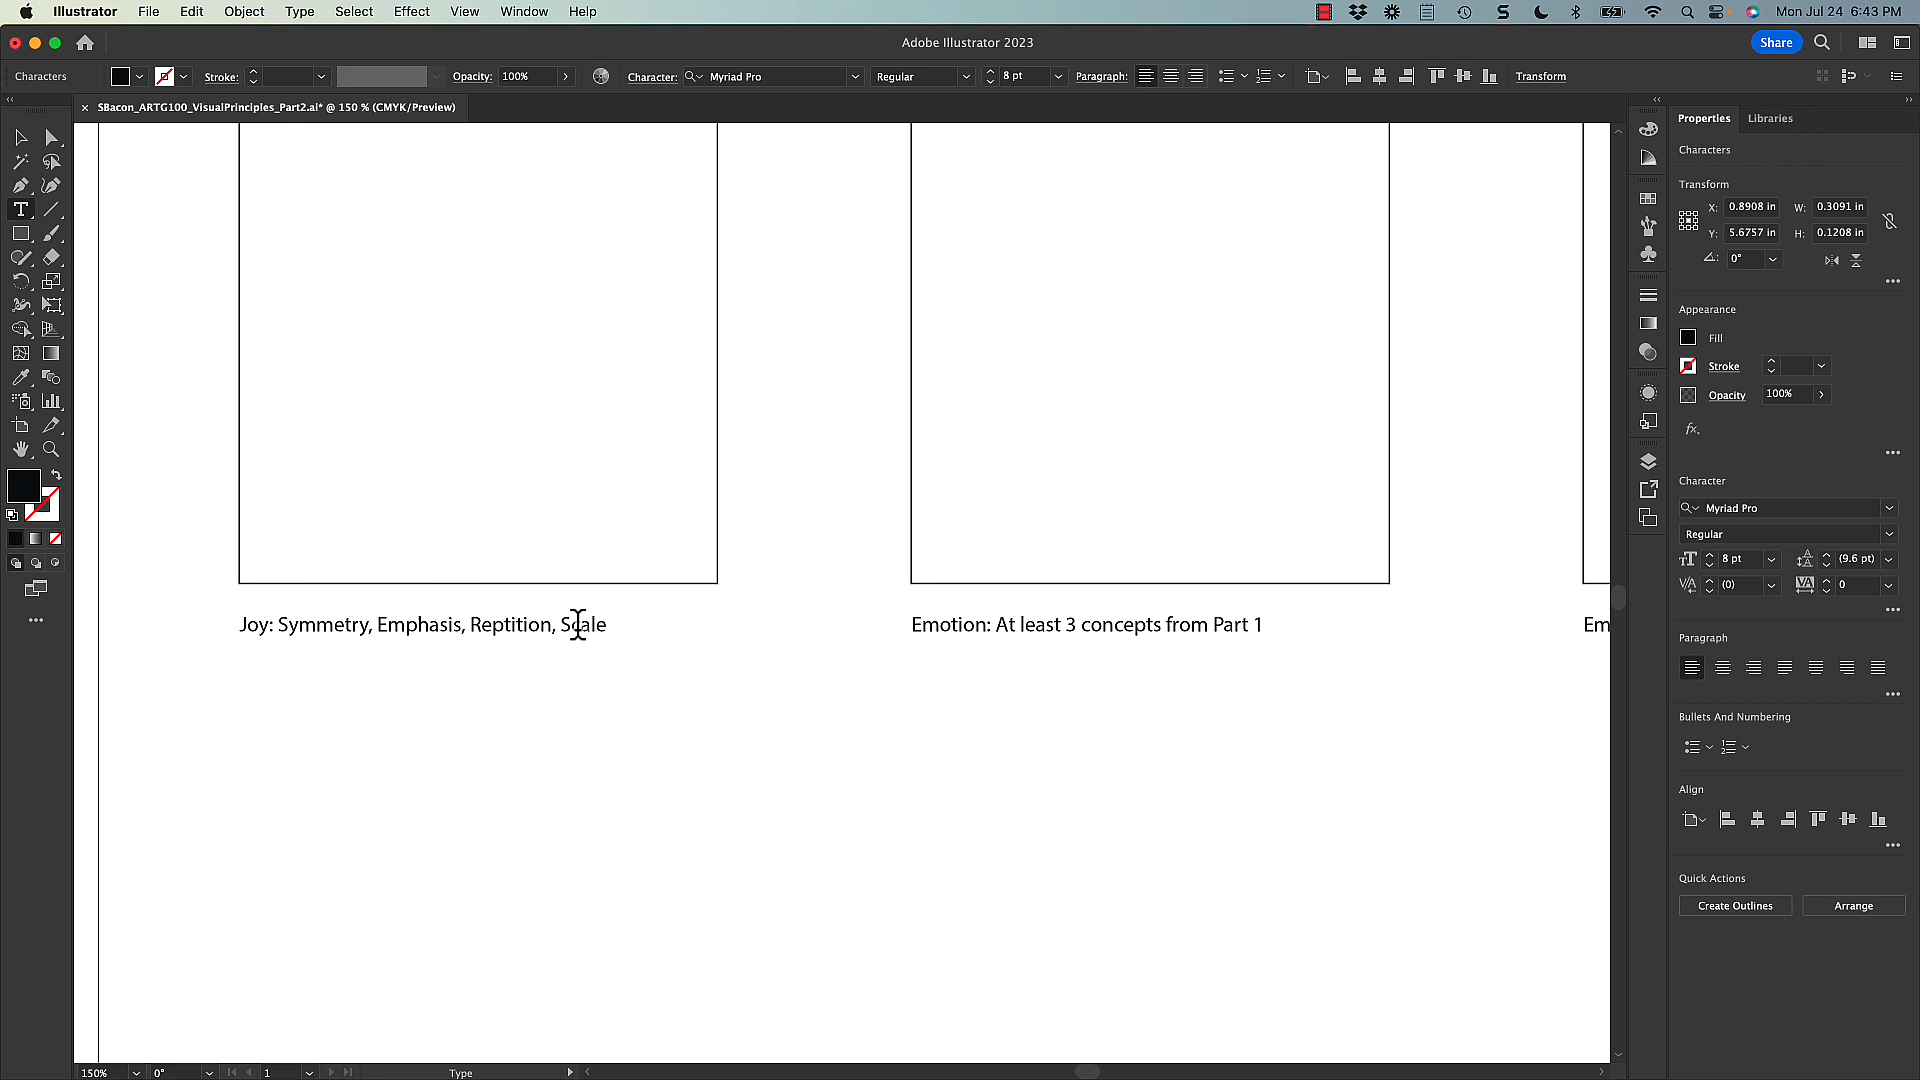 Illustrator File Edit Object Type Select Effect View Window Help Mon Jul 24 6:43 PM
Adobe Illustrator 2023 Share
Characters Stroke: Opacity: 100% Character: Myriad Pro Regular 8 pt Paragraph: Transform
SBacon_ARTG100_VisualPrinciples_Part2.ai* @ 150 % (CMYK/Preview)
Properties Libraries
Characters
Transform
X: 0.8908 in W: 0.3091 in
Y: 5.6757 in H: 0.1208 in
0°
Appearance
Fill
Stroke
Opacity 100%
fx.
Character
Myriad Pro
Regular
8 pt (9.6 pt)
(0) 0
Joy: Symmetry, Emphasis, Reptition, Scale
Emotion: At least 3 concepts from Part 1
Em
Paragraph
Bullets And Numbering
Align
Quick Actions
Create Outlines Arrange
150% 0° 1 Type